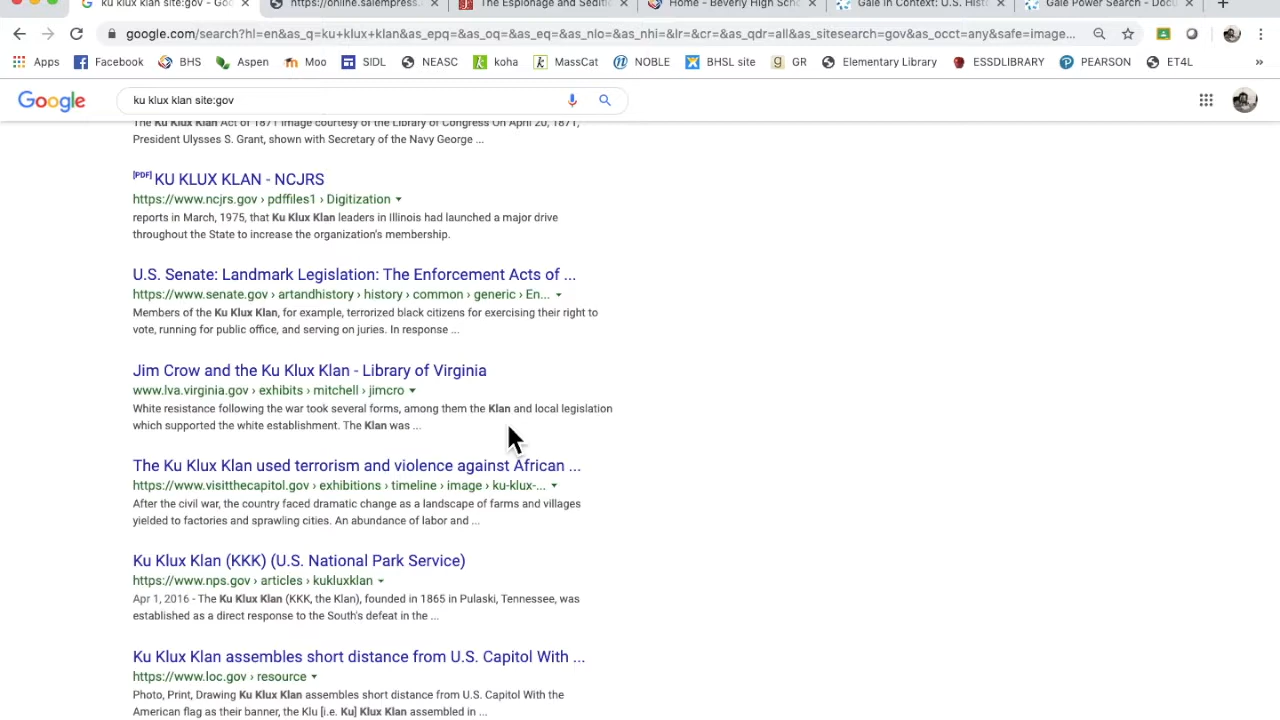 ku klux klan site:gov - Goo
https://online.salempress.
The Espionage and Seditio
Home - Beverly High Scho
Gale In Context: U.S. Hist
Gale Power Search - Docu
google.com/search?hl=en&as_q=ku+klux+klan&as_epq=&as_oq=&as_eq=&as_nlo=&as_nhi=&lr=&cr=&as_qdr=all&as_sitesearch=gov&as_occt=any&safe=image...
Apps Facebook BHS Aspen Moo SIDL NEASC koha MassCat NOBLE BHSL site GR Elementary Library ESSDLIBRARY PEARSON ET4L »
Google
ku klux klan site:gov
The Ku Klux Klan Act of 1871 Image courtesy of the Library of Congress On April 20, 1871,
President Ulysses S. Grant, shown with Secretary of the Navy George ...
[PDF] KU KLUX KLAN - NCJRS
https://www.ncjrs.gov › pdffiles1 › Digitization
reports in March, 1975, that Ku Klux Klan leaders in Illinois had launched a major drive
throughout the State to increase the organization's membership.
U.S. Senate: Landmark Legislation: The Enforcement Acts of ...
https://www.senate.gov › artandhistory › history › common › generic › En...
Members of the Ku Klux Klan, for example, terrorized black citizens for exercising their right to
vote, running for public office, and serving on juries. In response ...
Jim Crow and the Ku Klux Klan - Library of Virginia
www.lva.virginia.gov › exhibits › mitchell › jimcro
White resistance following the war took several forms, among them the Klan and local legislation
which supported the white establishment. The Klan was ...
The Ku Klux Klan used terrorism and violence against African ...
https://www.visitthecapitol.gov › exhibitions › timeline › image › ku-klux-...
After the civil war, the country faced dramatic change as a landscape of farms and villages
yielded to factories and sprawling cities. An abundance of labor and ...
Ku Klux Klan (KKK) (U.S. National Park Service)
https://www.nps.gov › articles › kukluxklan
Apr 1, 2016 - The Ku Klux Klan (KKK, the Klan), founded in 1865 in Pulaski, Tennessee, was
established as a direct response to the South's defeat in the ...
Ku Klux Klan assembles short distance from U.S. Capitol With ...
https://www.loc.gov › resource
Photo, Print, Drawing Ku Klux Klan assembles short distance from U.S. Capitol With the
American flag as their banner, the Klu [i.e. Ku] Klux Klan assembled in ...